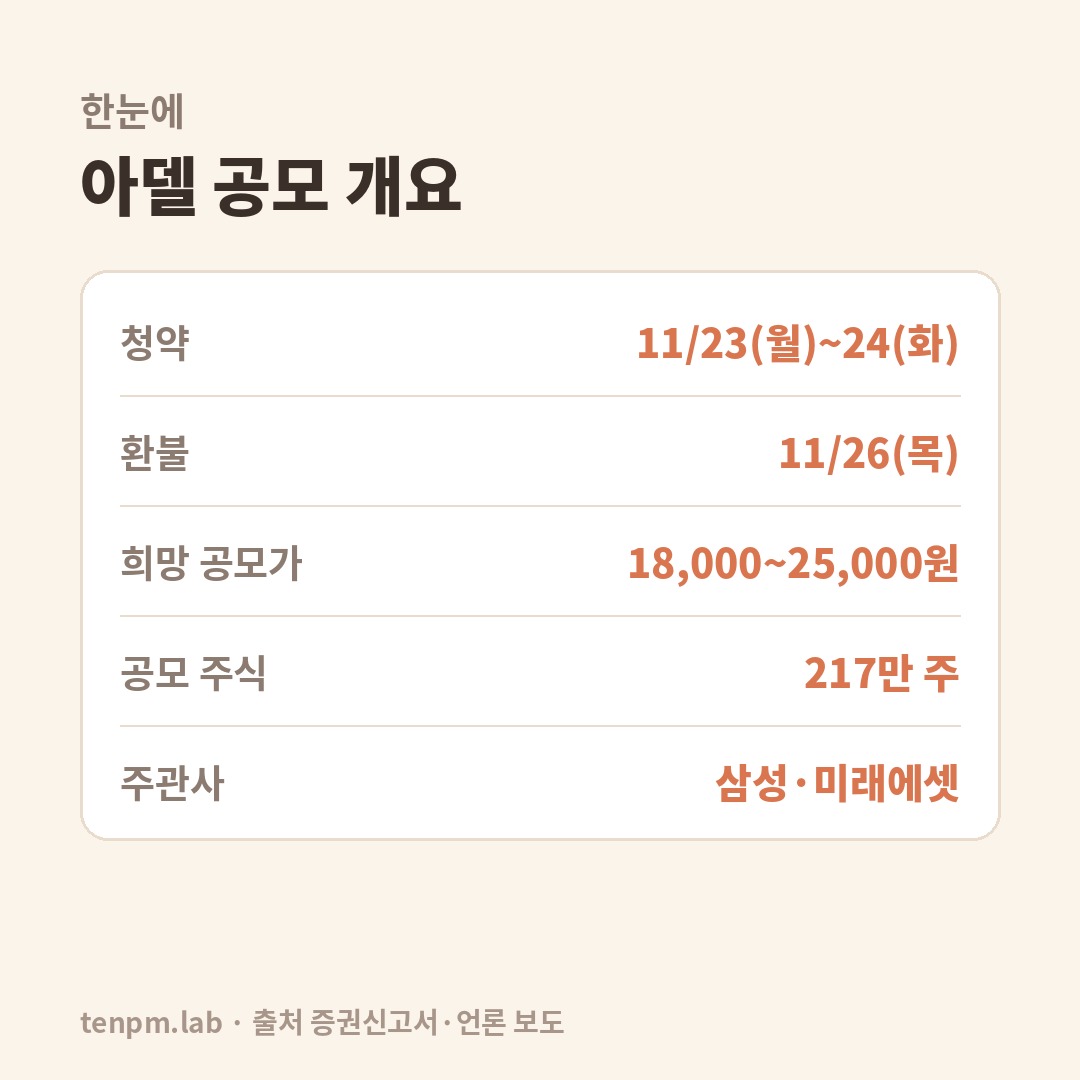 한눈에
아델 공모 개요
청약 11/23(월)~24(화)
환불 11/26(목)
희망 공모가 18,000~25,000원
공모 주식 217만 주
주관사 삼성·미래에셋
tenpm.lab · 출처 증권신고서·언론 보도